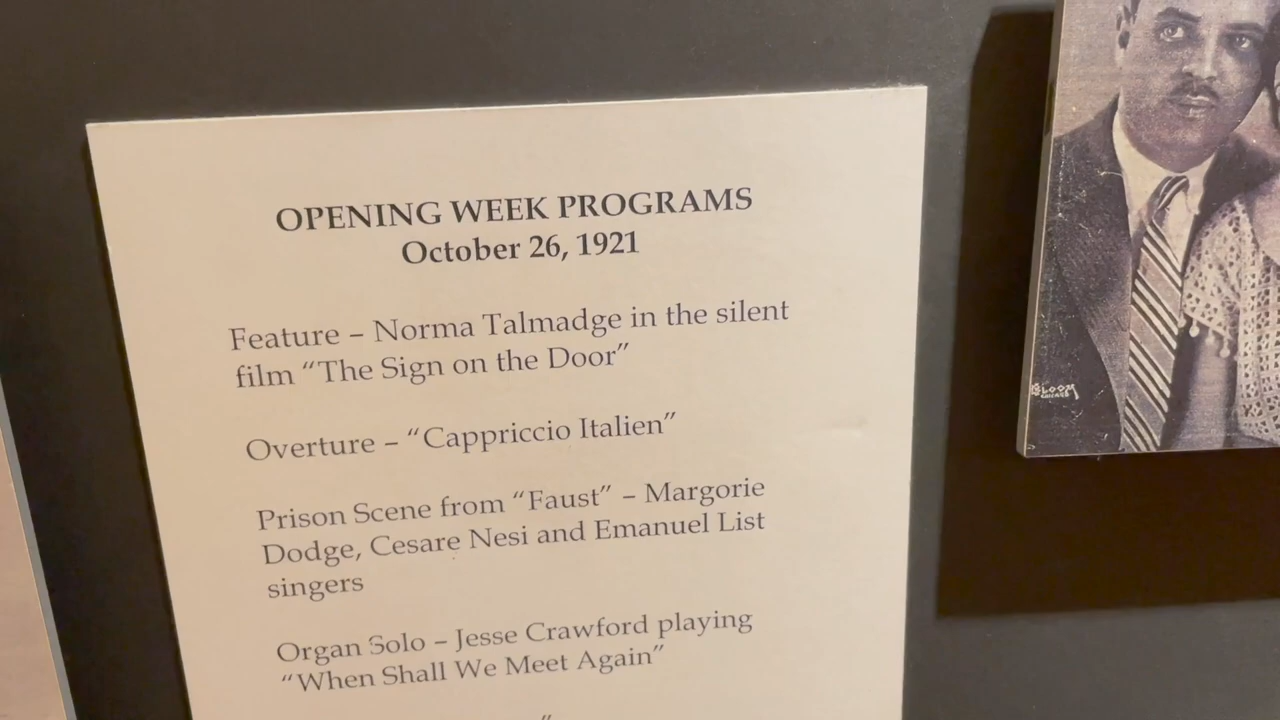 OPENING WEEK PROGRAMS
October 26, 1921
Feature – Norma Talmadge in the silent
film “The Sign on the Door”
Overture – “Cappriccio Italien”
Prison Scene from “Faust” – Margorie
Dodge, Cesare Nesi and Emanuel List
singers
Organ Solo – Jesse Crawford playing
“When Shall We Meet Again”
BLOOM
CHICAGO